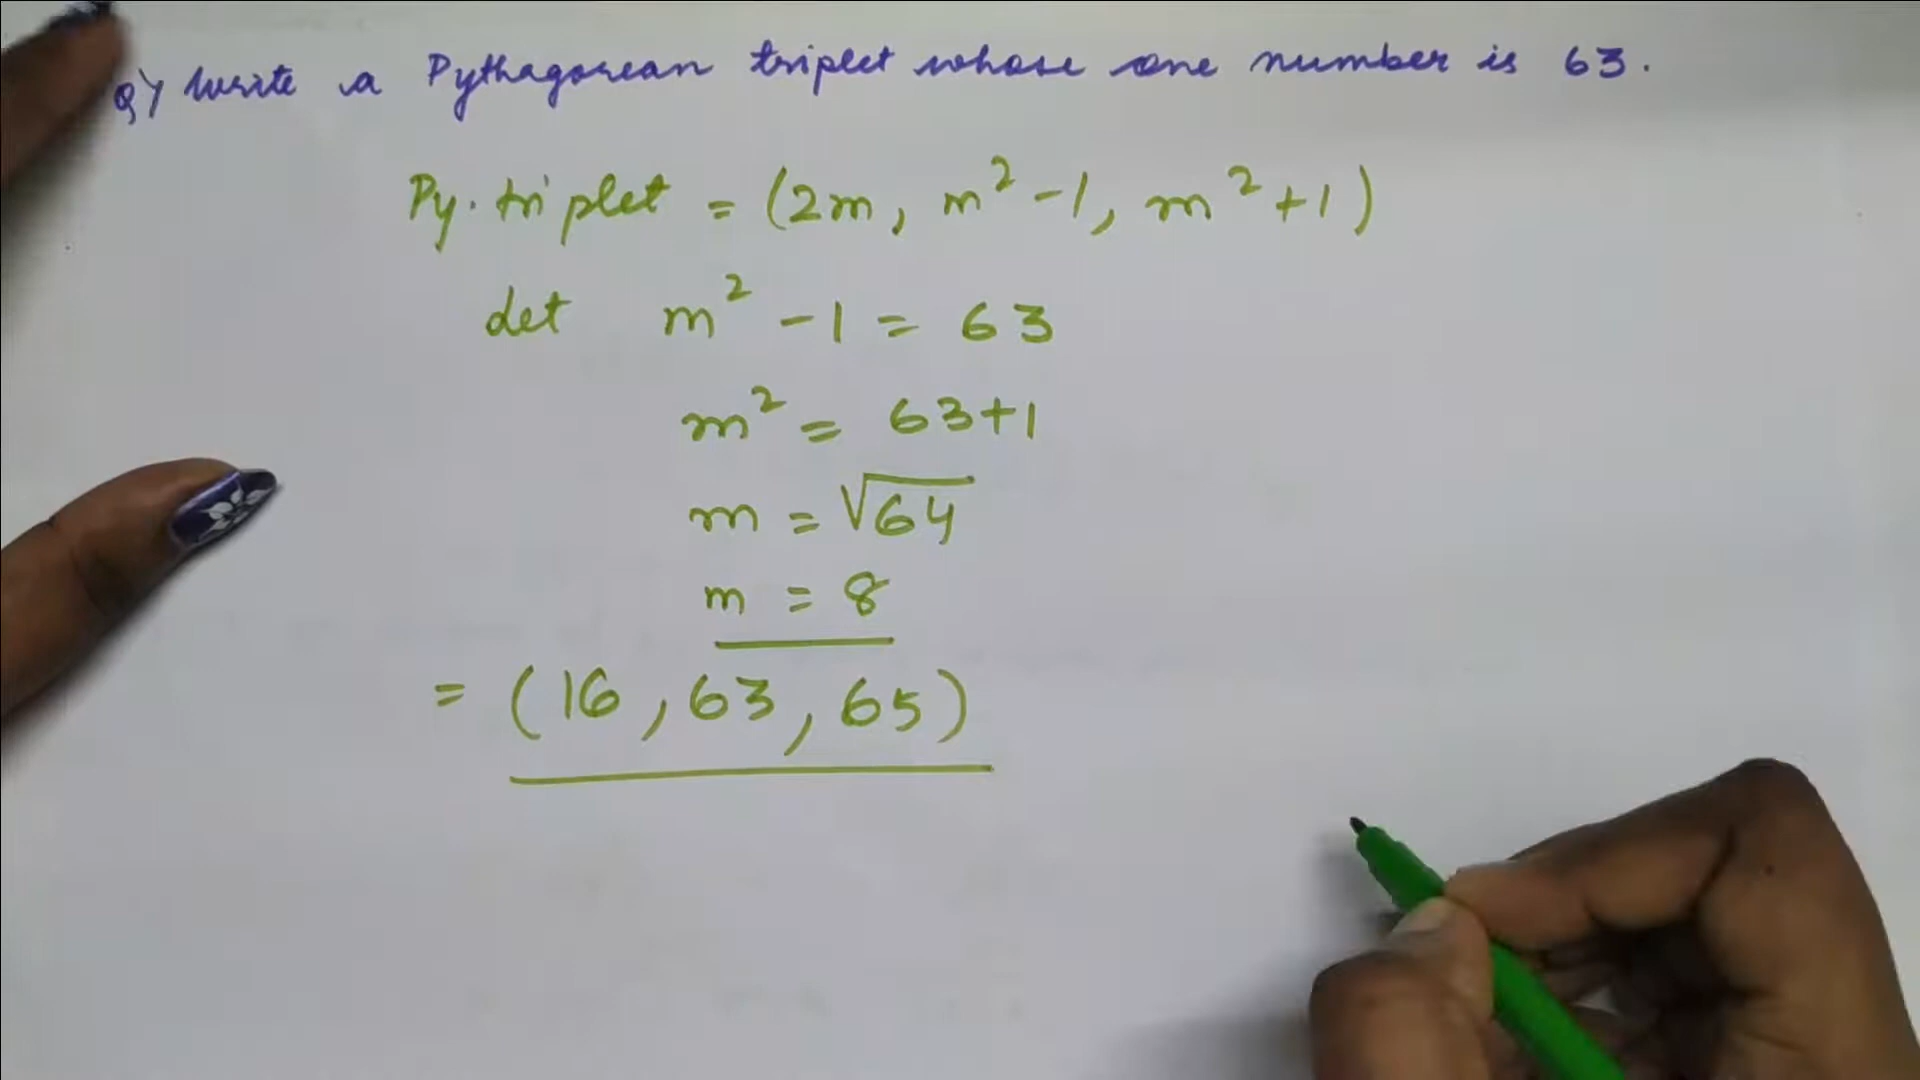 Q) Write a Pythagorean triplet whose one number is 63.
Py. triplet = (2m, m² -1, m² +1)
Let m² - 1 = 63
m² = 63+1
m = √64
m = 8
= (16, 63, 65)